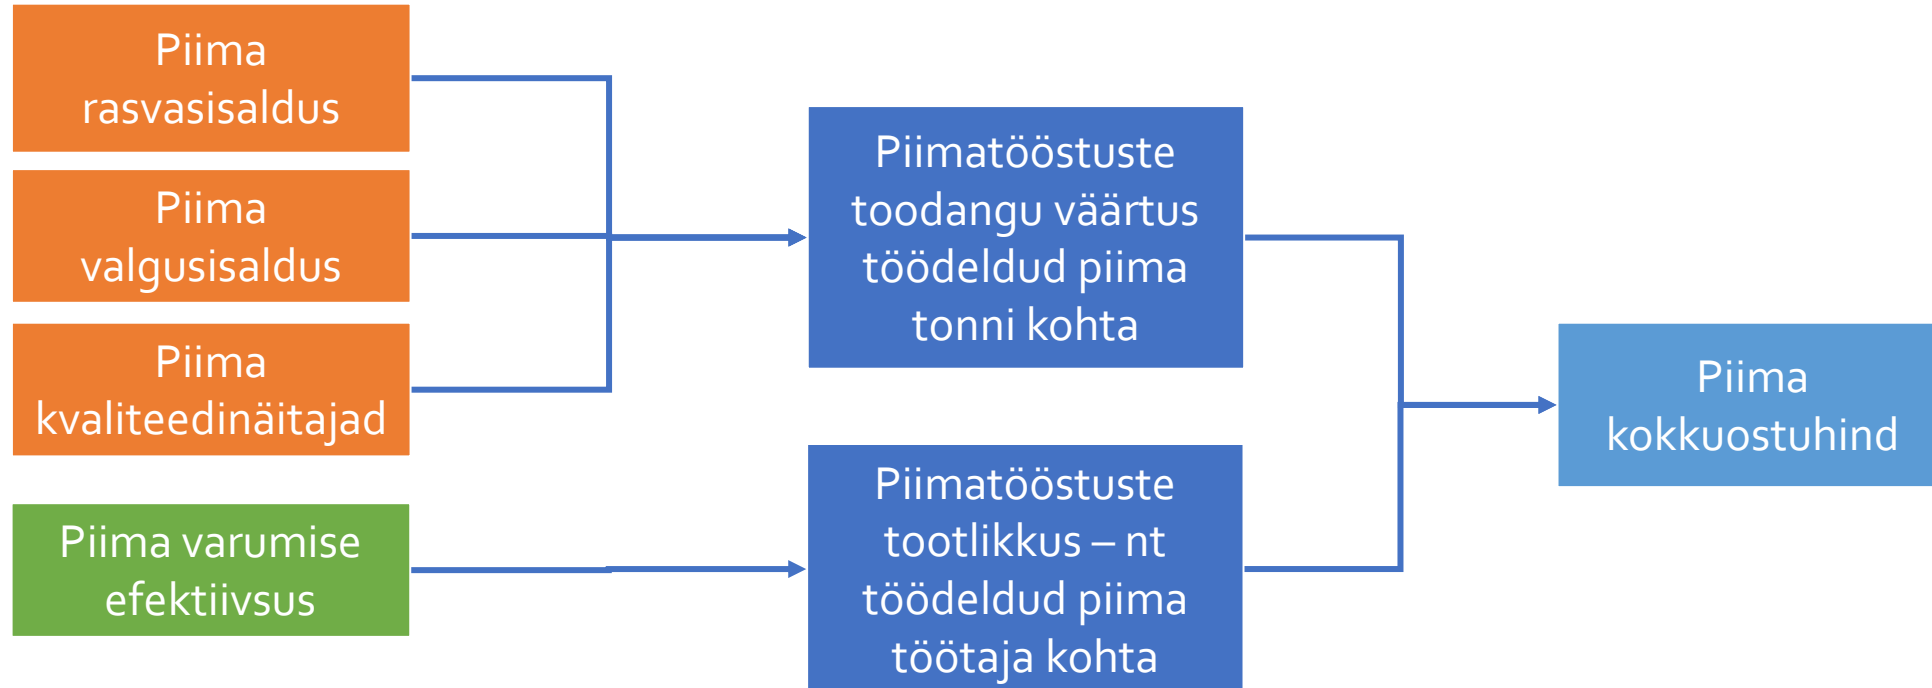 Piima
rasvasisaldus
Piima
valgusisaldus
Piima
kvaliteedinäitajad
Piima varumise
efektiivsus
Piimatööstuste
toodangu väärtus
töödeldud piima
tonni kohta
Piimatööstuste
tootlikkus – nt
töödeldud piima
töötaja kohta
Piima
kokkuostuhind